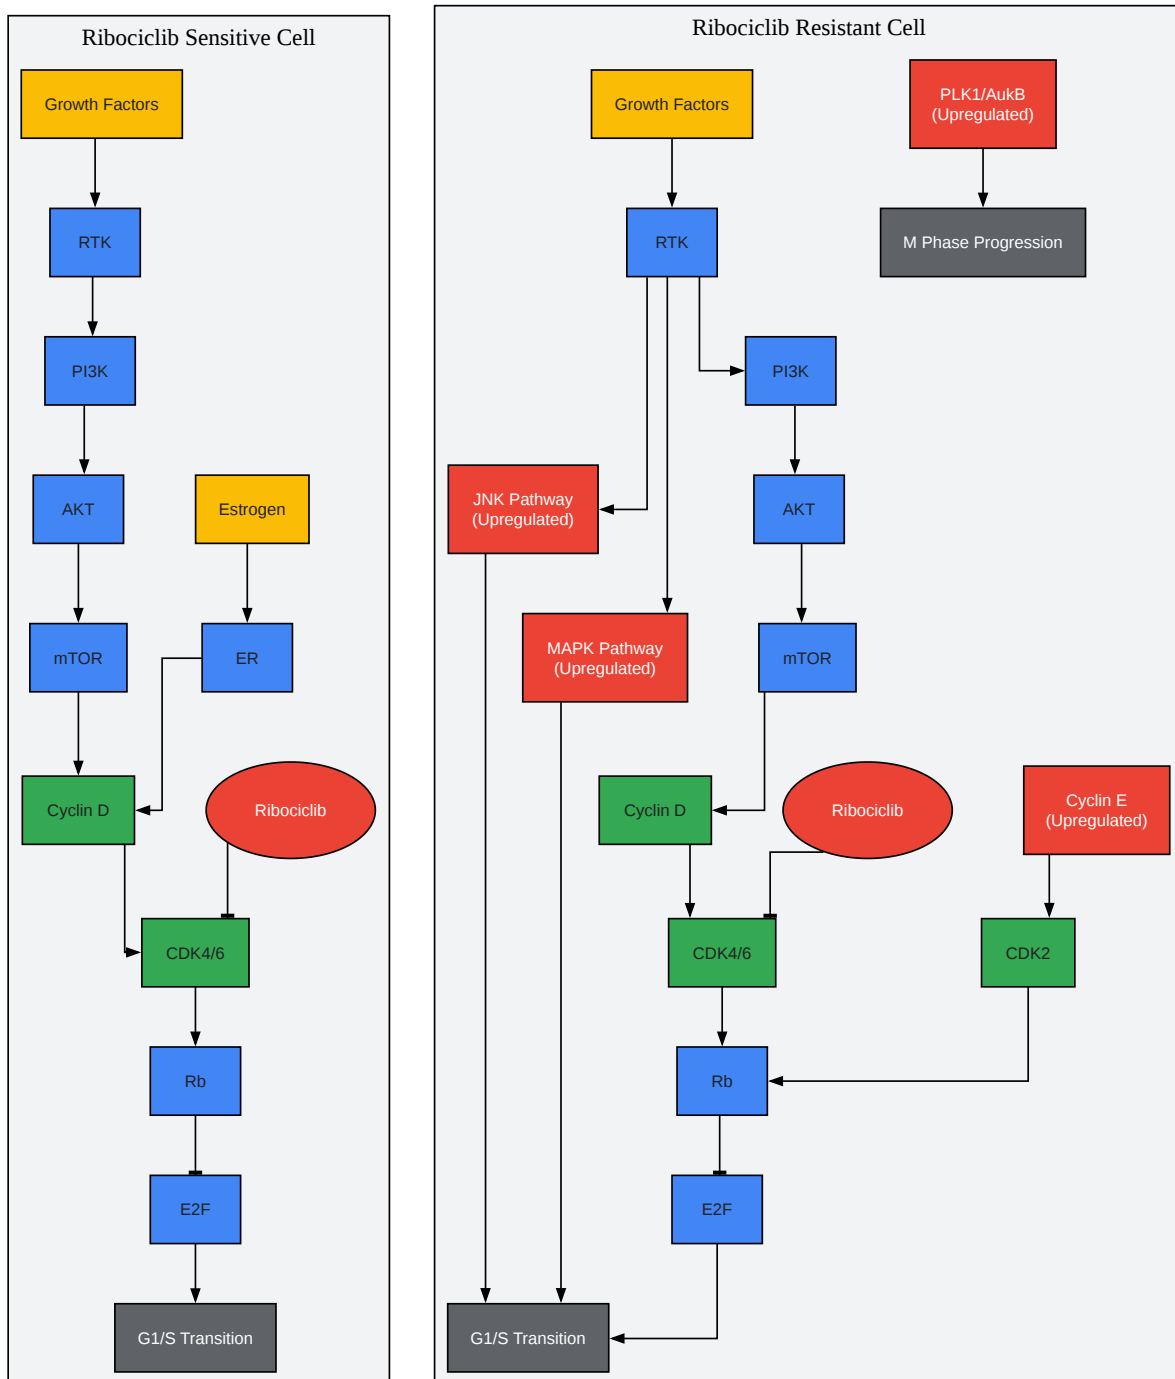 Ribociclib Sensitive Cell
Growth Factors
RTK
PI3K
AKT
Estrogen
mTOR
ER
Cyclin D
Ribociclib
CDK4/6
Rb
E2F
G1/S Transition
Ribociclib Resistant Cell
Growth Factors
PLK1/AukB
(Upregulated)
RTK
M Phase Progression
PI3K
JNK Pathway
(Upregulated)
AKT
MAPK Pathway
(Upregulated)
mTOR
Cyclin D
Ribociclib
Cyclin E
(Upregulated)
CDK4/6
CDK2
Rb
E2F
G1/S Transition